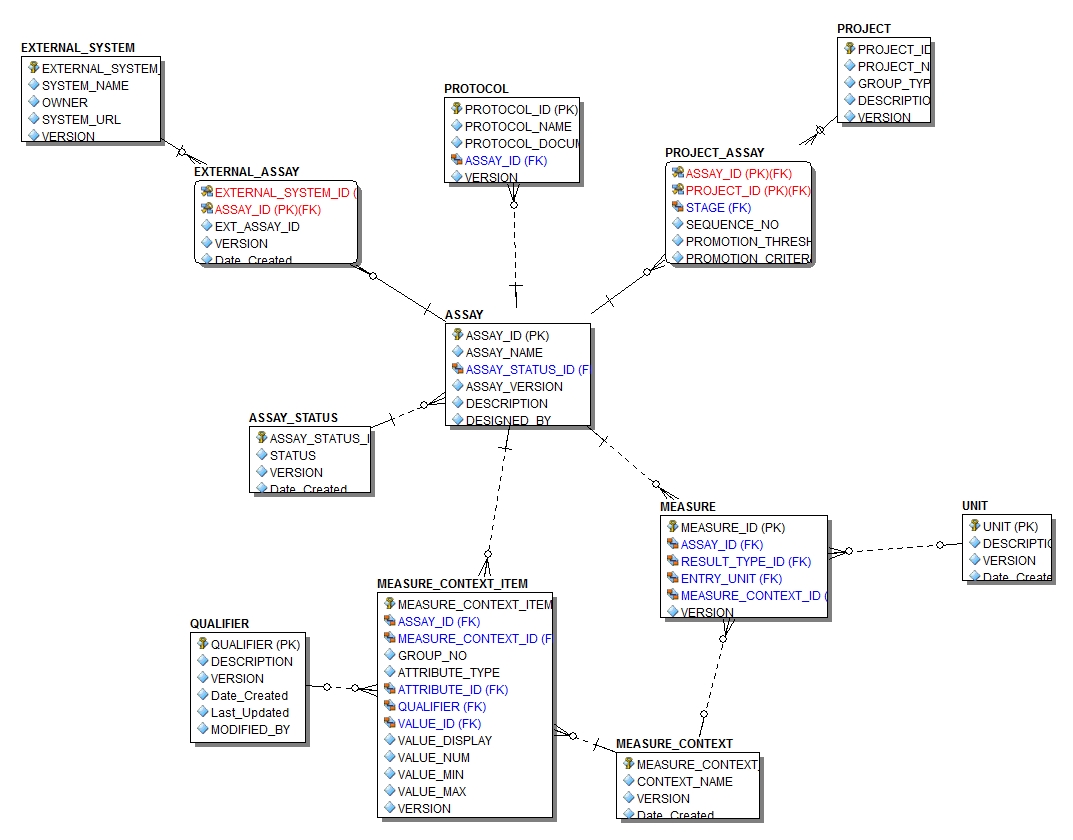 EXTERNAL_SYSTEM
EXTERNAL_SYSTEM_
SYSTEM_NAME
OWNER
SYSTEM_URL
VERSION
PROTOCOL
PROTOCOL_ID (PK)
PROTOCOL_NAME
PROTOCOL_DOCUM
ASSAY_ID (FK)
VERSION
PROJECT
PROJECT_ID
PROJECT_N
GROUP_TYP
DESCRIPTIO
VERSION
EXTERNAL_ASSAY
EXTERNAL_SYSTEM_ID (
ASSAY_ID (PK)(FK)
EXT_ASSAY_ID
VERSION
Date_Created
PROJECT_ASSAY
ASSAY_ID (PK)(FK)
PROJECT_ID (PK)(FK)
STAGE (FK)
SEQUENCE_NO
PROMOTION_THRESH
PROMOTION_CRITER
ASSAY
ASSAY_ID (PK)
ASSAY_NAME
ASSAY_STATUS_ID (F
ASSAY_VERSION
DESCRIPTION
DESIGNED_BY
ASSAY_STATUS
ASSAY_STATUS_I
STATUS
VERSION
Date_Created
MEASURE
MEASURE_ID (PK)
ASSAY_ID (FK)
RESULT_TYPE_ID (FK)
ENTRY_UNIT (FK)
MEASURE_CONTEXT_ID (
VERSION
UNIT
UNIT (PK)
DESCRIPTIO
VERSION
Date_Create
MEASURE_CONTEXT_ITEM
MEASURE_CONTEXT_ITEM
ASSAY_ID (FK)
MEASURE_CONTEXT_ID (F
GROUP_NO
ATTRIBUTE_TYPE
ATTRIBUTE_ID (FK)
QUALIFIER (FK)
VALUE_ID (FK)
VALUE_DISPLAY
VALUE_NUM
VALUE_MIN
VALUE_MAX
VERSION
QUALIFIER
QUALIFIER (PK)
DESCRIPTION
VERSION
Date_Created
Last_Updated
MODIFIED_BY
MEASURE_CONTEXT
MEASURE_CONTEXT_
CONTEXT_NAME
VERSION
Date_Created